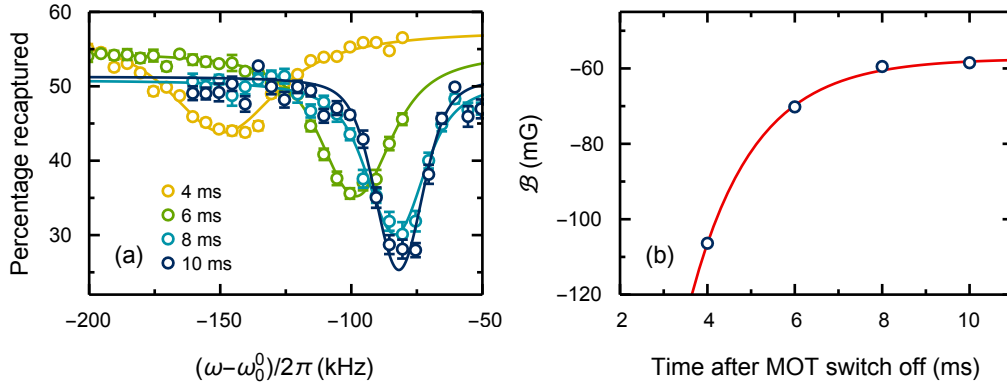 Percentage recaptured
60
50
40
30
4 ms
6 ms
8 ms
10 ms
(a)
−200
−150
−100
−50
(ω−ω₀⁰)/2π (kHz)
ℬ (mG)
−60
−80
−100
−120
(b)
2
4
6
8
10
Time after MOT switch off (ms)